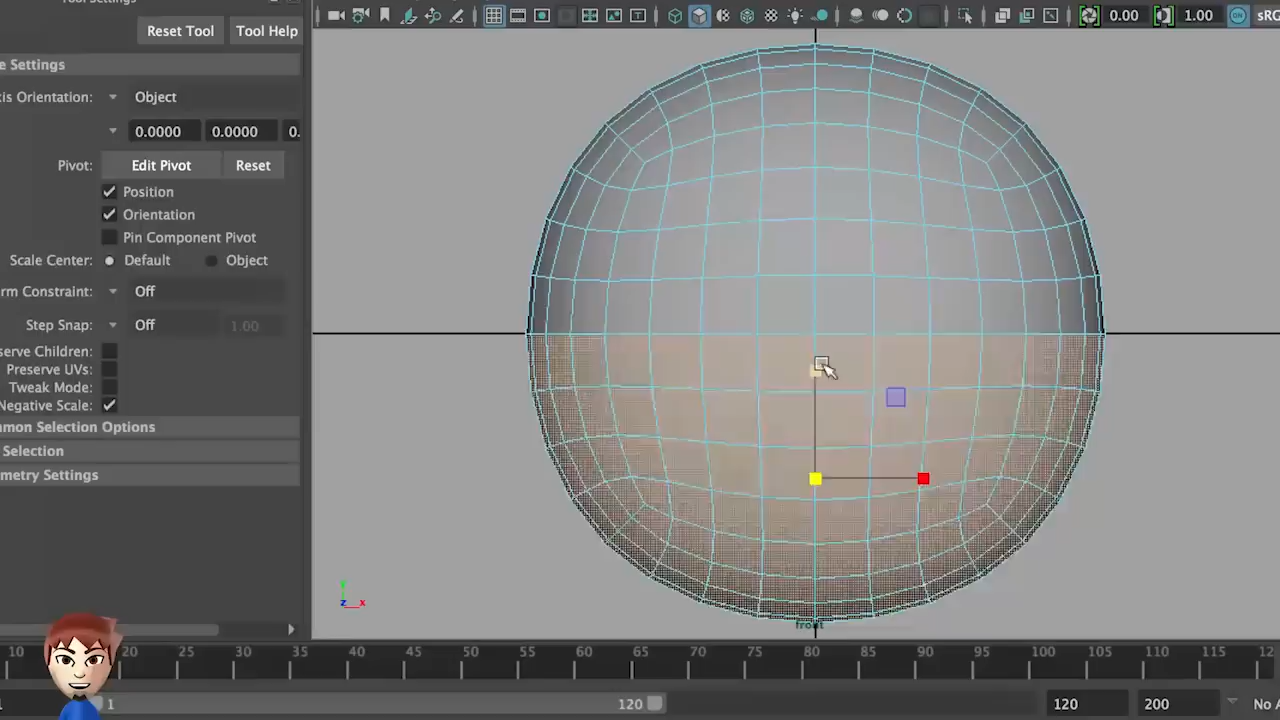 Tool Settings
Reset Tool Tool Help
0.00 1.00 ON sRG
e Settings
xis Orientation: Object
0.0000 0.0000 0.
Pivot: Edit Pivot Reset
Position
Orientation
Pin Component Pivot
Scale Center: Default Object
rm Constraint: Off
Step Snap: Off 1.00
serve Children:
Preserve UVs:
Tweak Mode:
Negative Scale:
mmon Selection Options
Selection
metry Settings
y
z x
front
10 20 25 30 35 40 45 50 55 60 65 70 75 80 85 90 95 100 105 110 115 12
1 120 120 200 No A